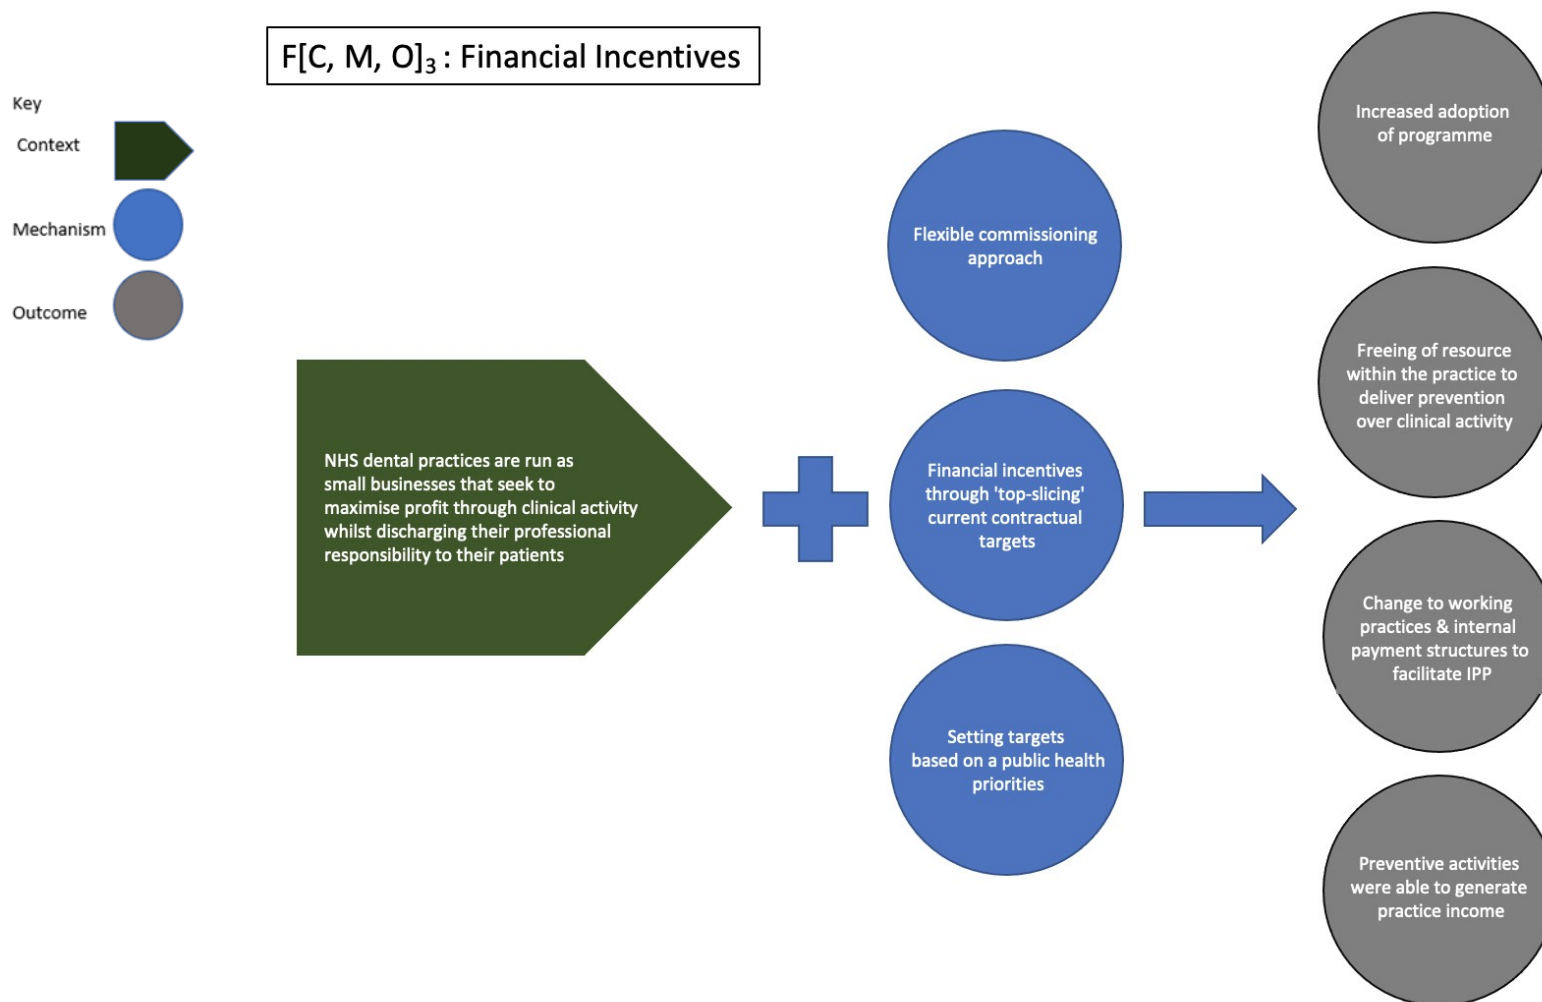 F[C, M, O]₃ : Financial Incentives
Key
Context
Mechanism
Outcome
NHS dental practices are run as
small businesses that seek to
maximise profit through clinical activity
whilst discharging their professional
responsibility to their patients
Flexible commissioning
approach
Financial incentives
through 'top-slicing'
current contractual
targets
Setting targets
based on a public health
priorities
Increased adoption
of programme
Freeing of resource
within the practice to
deliver prevention
over clinical activity
Change to working
practices & internal
payment structures to
facilitate IPP
Preventive activities
were able to generate
practice income